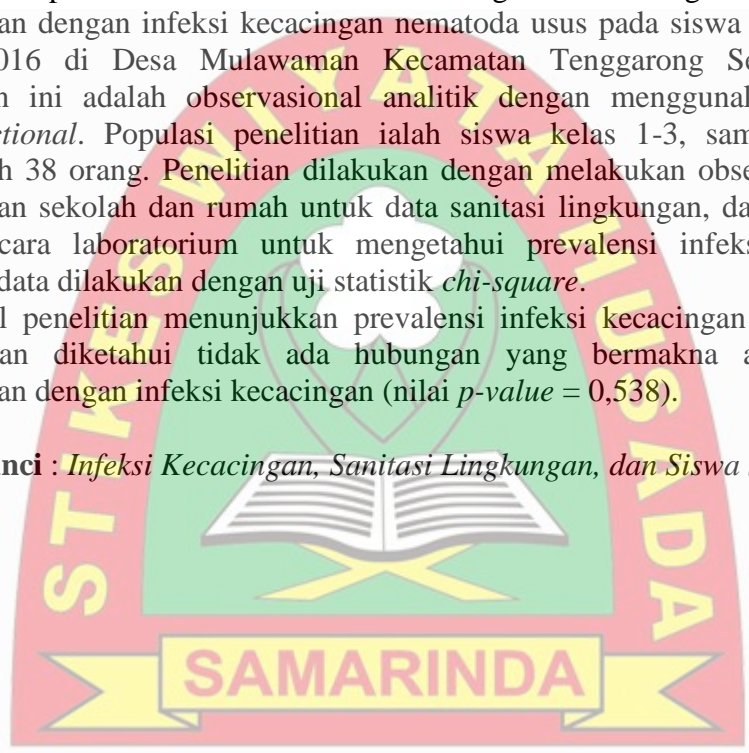 an dengan infeksi kecacingan nematoda usus pada siswa
016 di Desa Mulawaman Kecamatan Tenggarong Se
n ini adalah observasional analitik dengan menggunal
etional. Populasi penelitian ialah siswa kelas 1-3, sam
h 38 orang. Penelitian dilakukan dengan melakukan obse
an sekolah dan rumah untuk data sanitasi lingkungan, da
cara laboratorium untuk mengetahui prevalensi infeks
data dilakukan dengan uji statistik chi-square.
l penelitian menunjukkan prevalensi infeksi kecacingan
an diketahui tidak ada hubungan yang bermakna a
an dengan infeksi kecacingan (nilai p-value = 0,538).
nci : Infeksi Kecacingan, Sanitasi Lingkungan, dan Siswa
STIKES WIYATA HUSADA
SAMARINDA